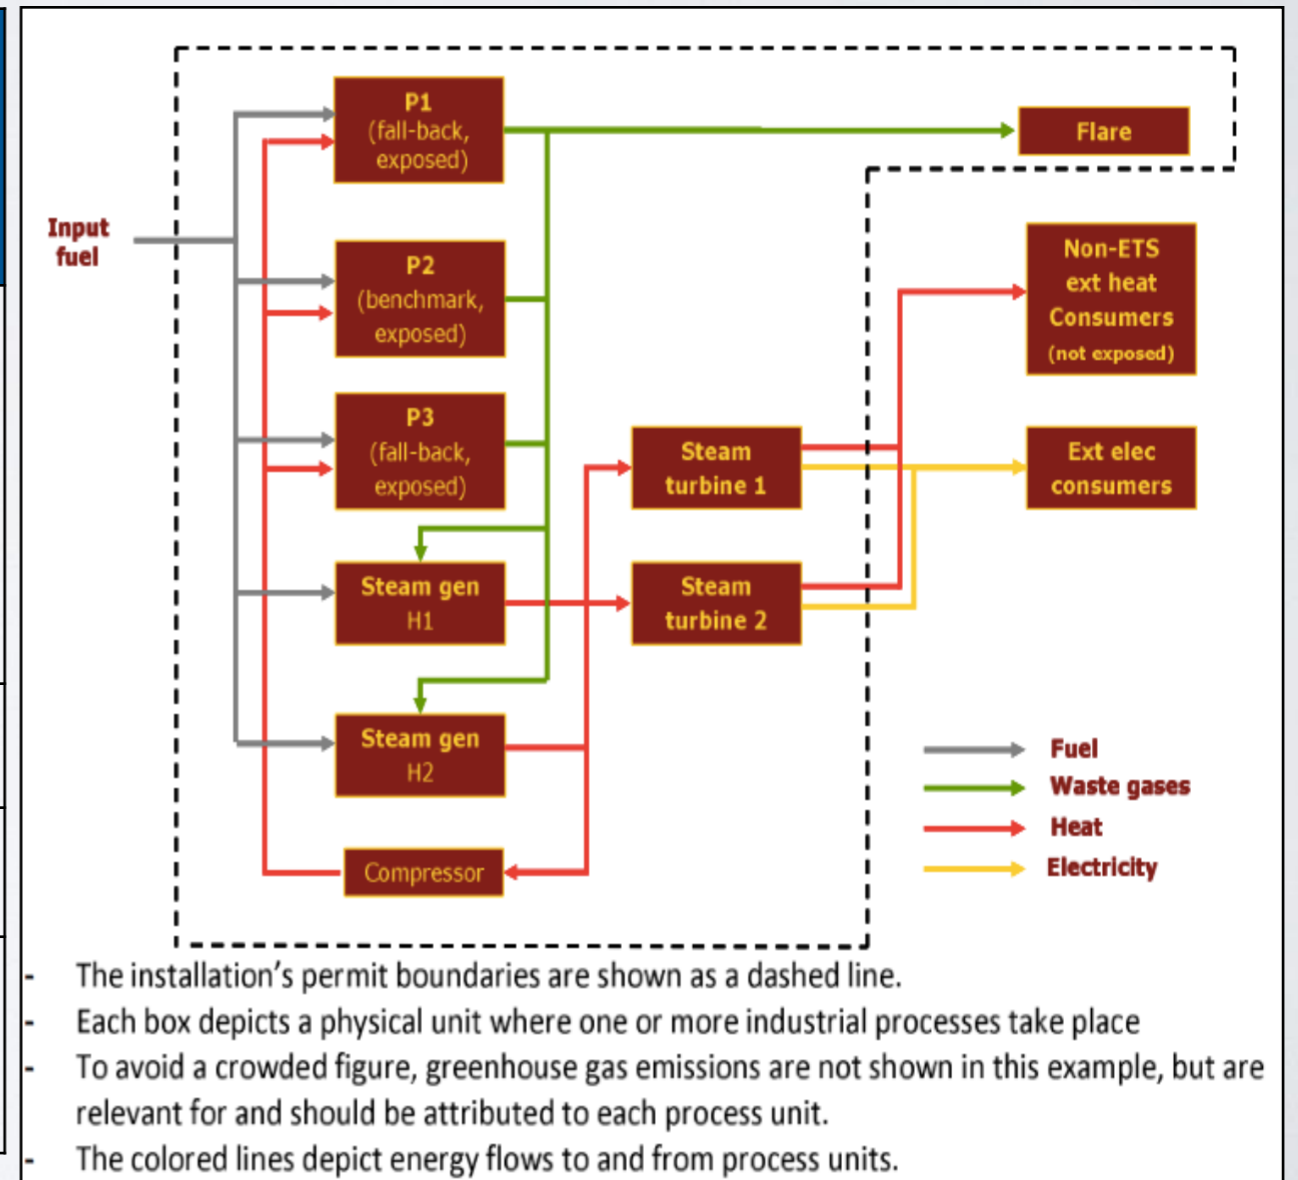 P1
(fall-back,
exposed)
Flare
Input
fuel
P2
(benchmark,
exposed)
Non-ETS
ext heat
Consumers
(not exposed)
P3
(fall-back,
exposed)
Steam
turbine 1
Ext elec
consumers
Steam gen
H1
Steam
turbine 2
Steam gen
H2
Compressor
Fuel
Waste gases
Heat
Electricity
- The installation's permit boundaries are shown as a dashed line.
- Each box depicts a physical unit where one or more industrial processes take place
- To avoid a crowded figure, greenhouse gas emissions are not shown in this example, but are
relevant for and should be attributed to each process unit.
- The colored lines depict energy flows to and from process units.